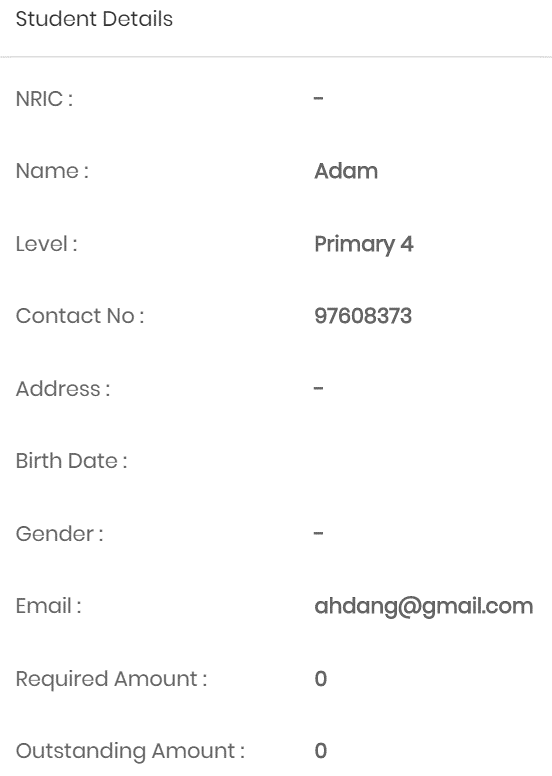 Student Details
NRIC : -
Name : Adam
Level : Primary 4
Contact No : 97608373
Address : -
Birth Date :
Gender : -
Email : ahdang@gmail.com
Required Amount : 0
Outstanding Amount : 0